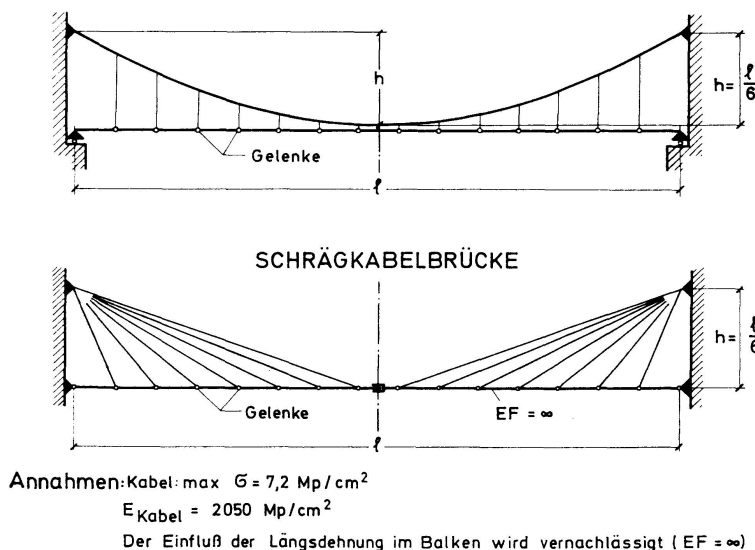 h
h = l/6
Gelenke
l
SCHRÄGKABELBRÜCKE
h = l/6
Gelenke
EF = ∞
l
Annahmen: Kabel: max σ = 7,2 Mp/cm²
E Kabel = 2050 Mp/cm²
Der Einfluß der Längsdehnung im Balken wird vernachlässigt (EF = ∞)